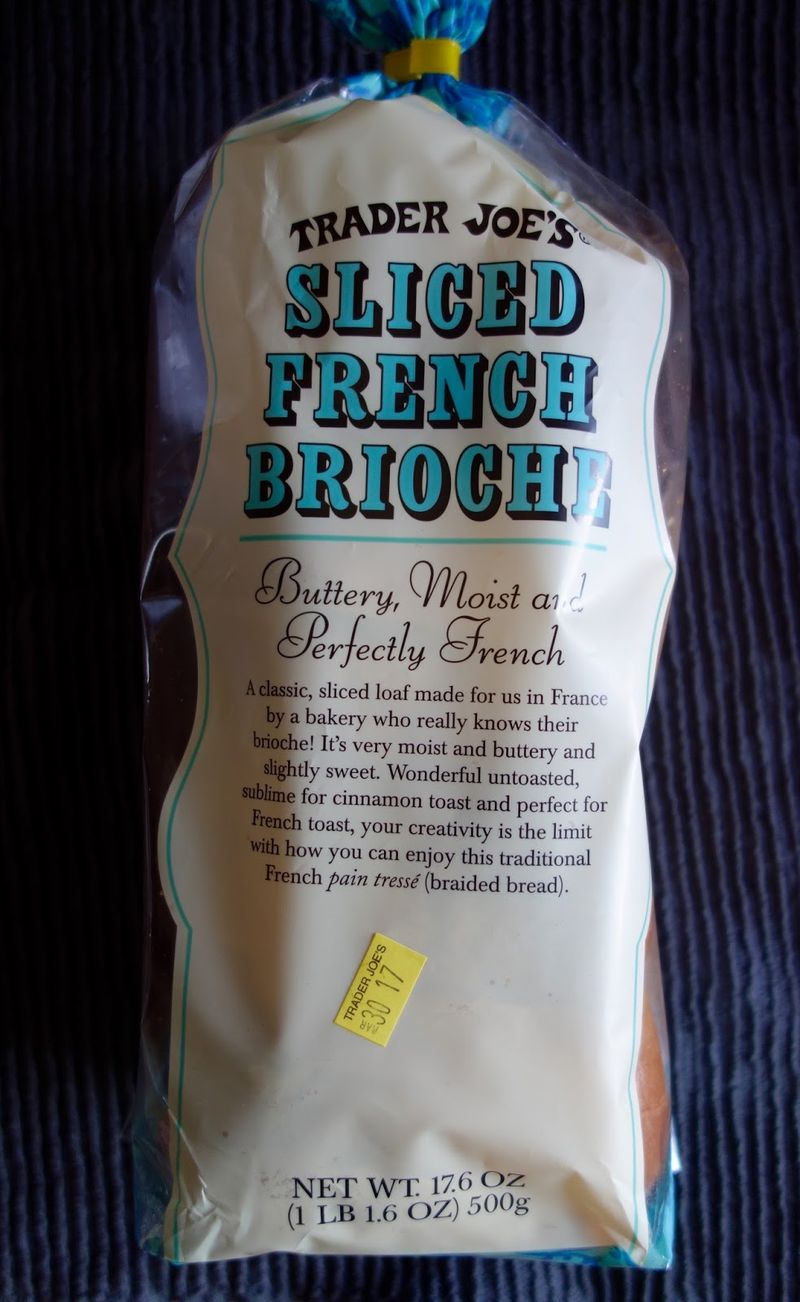 TRADER JOE'S®
SLICED
FRENCH
BRIOCHE
Buttery, Moist and
Perfectly French
A classic, sliced loaf made for us in France
by a bakery who really knows their
brioche! It's very moist and buttery and
slightly sweet. Wonderful untoasted,
sublime for cinnamon toast and perfect for
French toast, your creativity is the limit
with how you can enjoy this traditional
French pain tressé (braided bread).
TRADER JOE'S
MAR 30 17
NET WT. 17.6 OZ
(1 LB 1.6 OZ) 500g